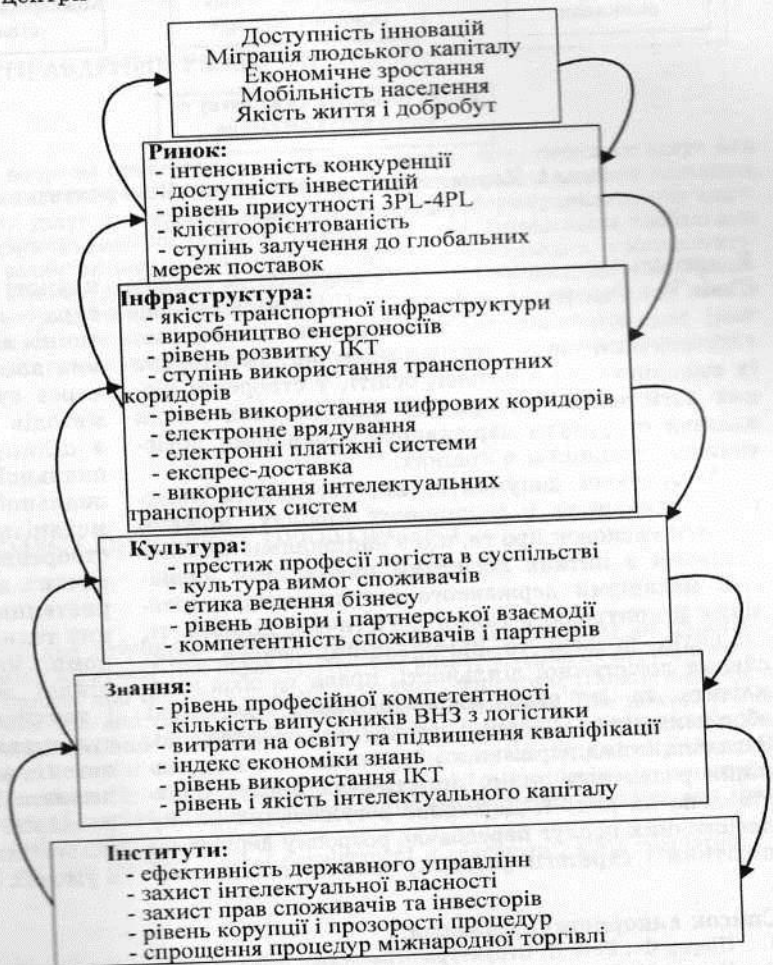 центри
Доступність інновацій
Міграція людського капіталу
Економічне зростання
Мобільність населення
Якість життя і добробут
Ринок:
- інтенсивність конкуренції
- доступність інвестицій
- рівень присутності 3PL-4PL
- клієнтоорієнтованість
- ступінь залучення до глобальних
мереж поставок
Інфраструктура:
- якість транспортної інфраструктури
- виробництво енергоносіїв
- рівень розвитку ІКТ
- ступінь використання транспортних
коридорів
- рівень використання цифрових коридорів
- електронне врядування
- електронні платіжні системи
- експрес-доставка
- використання інтелектуальних
транспортних систем
Культура:
- престиж професії логіста в суспільстві
- культура вимог споживачів
- етика ведення бізнесу
- рівень довіри і партнерської взаємодії
- компетентність споживачів і партнерів
Знання:
- рівень професійної компетентності
- кількість випускників ВНЗ з логістики
- витрати на освіту та підвищення кваліфікації
- індекс економіки знань
- рівень використання ІКТ
- рівень і якість інтелектуального капіталу
Інститути:
- ефективність державного управлінн
- захист інтелектуальної власності
- захист прав споживачів та інвесторів
- рівень корупції і прозорості процедур
- спрощення процедур міжнародної торгівлі